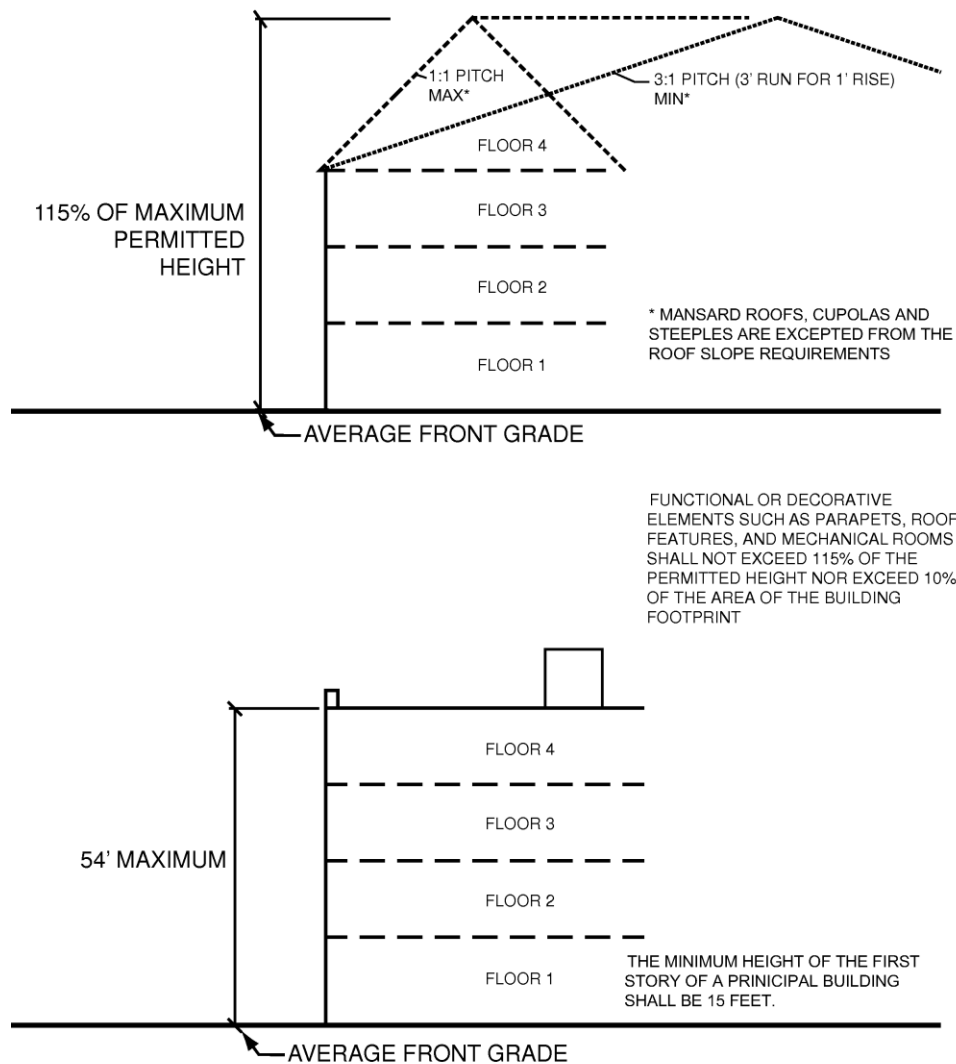 1:1 PITCH
MAX*
3:1 PITCH (3' RUN FOR 1' RISE)
MIN*
FLOOR 4
115% OF MAXIMUM
PERMITTED
HEIGHT
FLOOR 3
FLOOR 2
* MANSARD ROOFS, CUPOLAS AND
STEEPLES ARE EXCEPTED FROM THE
ROOF SLOPE REQUIREMENTS
FLOOR 1
AVERAGE FRONT GRADE
FUNCTIONAL OR DECORATIVE
ELEMENTS SUCH AS PARAPETS, ROOF
FEATURES, AND MECHANICAL ROOMS
SHALL NOT EXCEED 115% OF THE
PERMITTED HEIGHT NOR EXCEED 10%
OF THE AREA OF THE BUILDING
FOOTPRINT
FLOOR 4
FLOOR 3
54' MAXIMUM
FLOOR 2
FLOOR 1
THE MINIMUM HEIGHT OF THE FIRST
STORY OF A PRINICIPAL BUILDING
SHALL BE 15 FEET.
AVERAGE FRONT GRADE